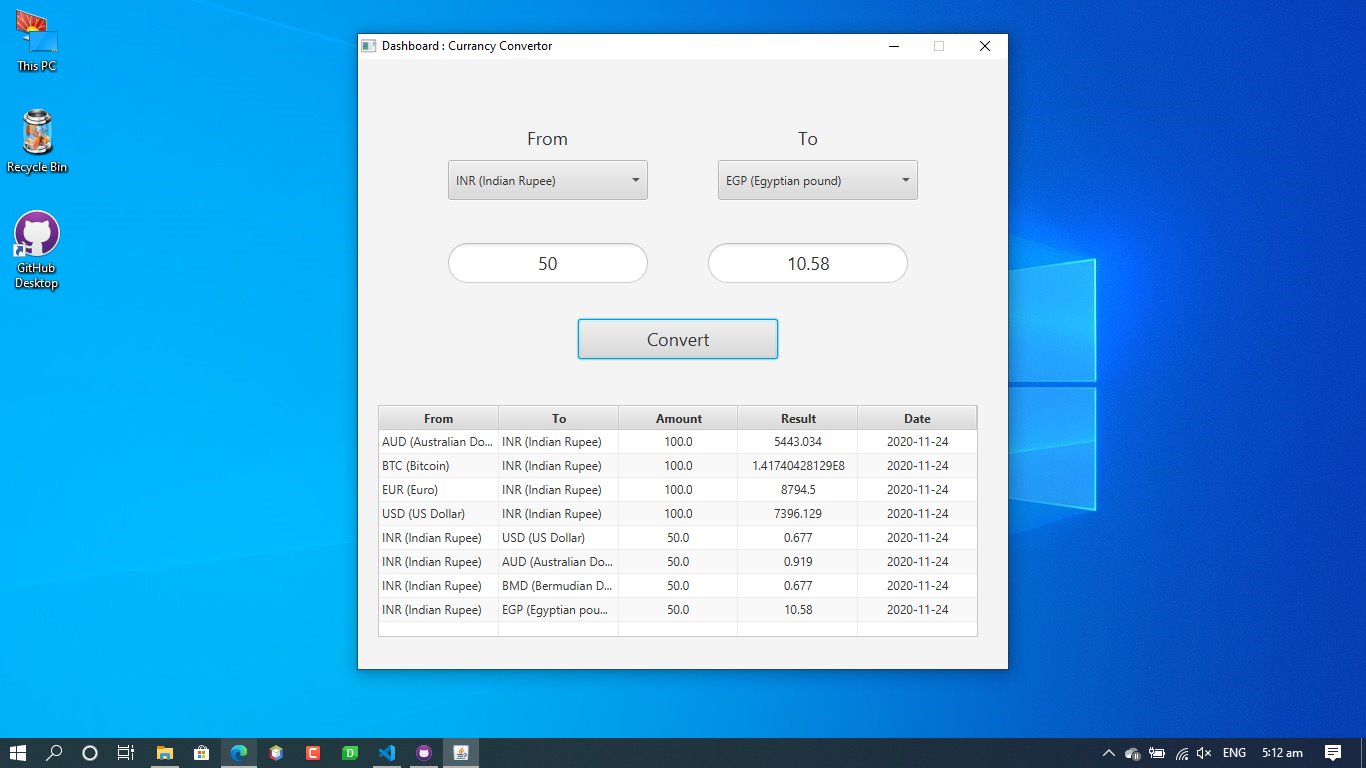 This PC
Recycle Bin
GitHub
Desktop
Dashboard : Currancy Convertor
From To
INR (Indian Rupee) EGP (Egyptian pound)
50 10.58
Convert
From To Amount Result Date
AUD (Australian Do... INR (Indian Rupee) 100.0 5443.034 2020-11-24
BTC (Bitcoin) INR (Indian Rupee) 100.0 1.41740428129E8 2020-11-24
EUR (Euro) INR (Indian Rupee) 100.0 8794.5 2020-11-24
USD (US Dollar) INR (Indian Rupee) 100.0 7396.129 2020-11-24
INR (Indian Rupee) USD (US Dollar) 50.0 0.677 2020-11-24
INR (Indian Rupee) AUD (Australian Do... 50.0 0.919 2020-11-24
INR (Indian Rupee) BMD (Bermudian D... 50.0 0.677 2020-11-24
INR (Indian Rupee) EGP (Egyptian pou... 50.0 10.58 2020-11-24
C D ENG 5:12 am